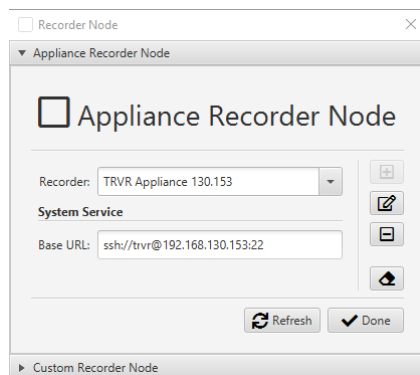 Recorder Node
Appliance Recorder Node
Appliance Recorder Node
Recorder: TRVR Appliance 130.153
System Service
Base URL: ssh://trvr@192.168.130.153:22
Refresh Done
Custom Recorder Node